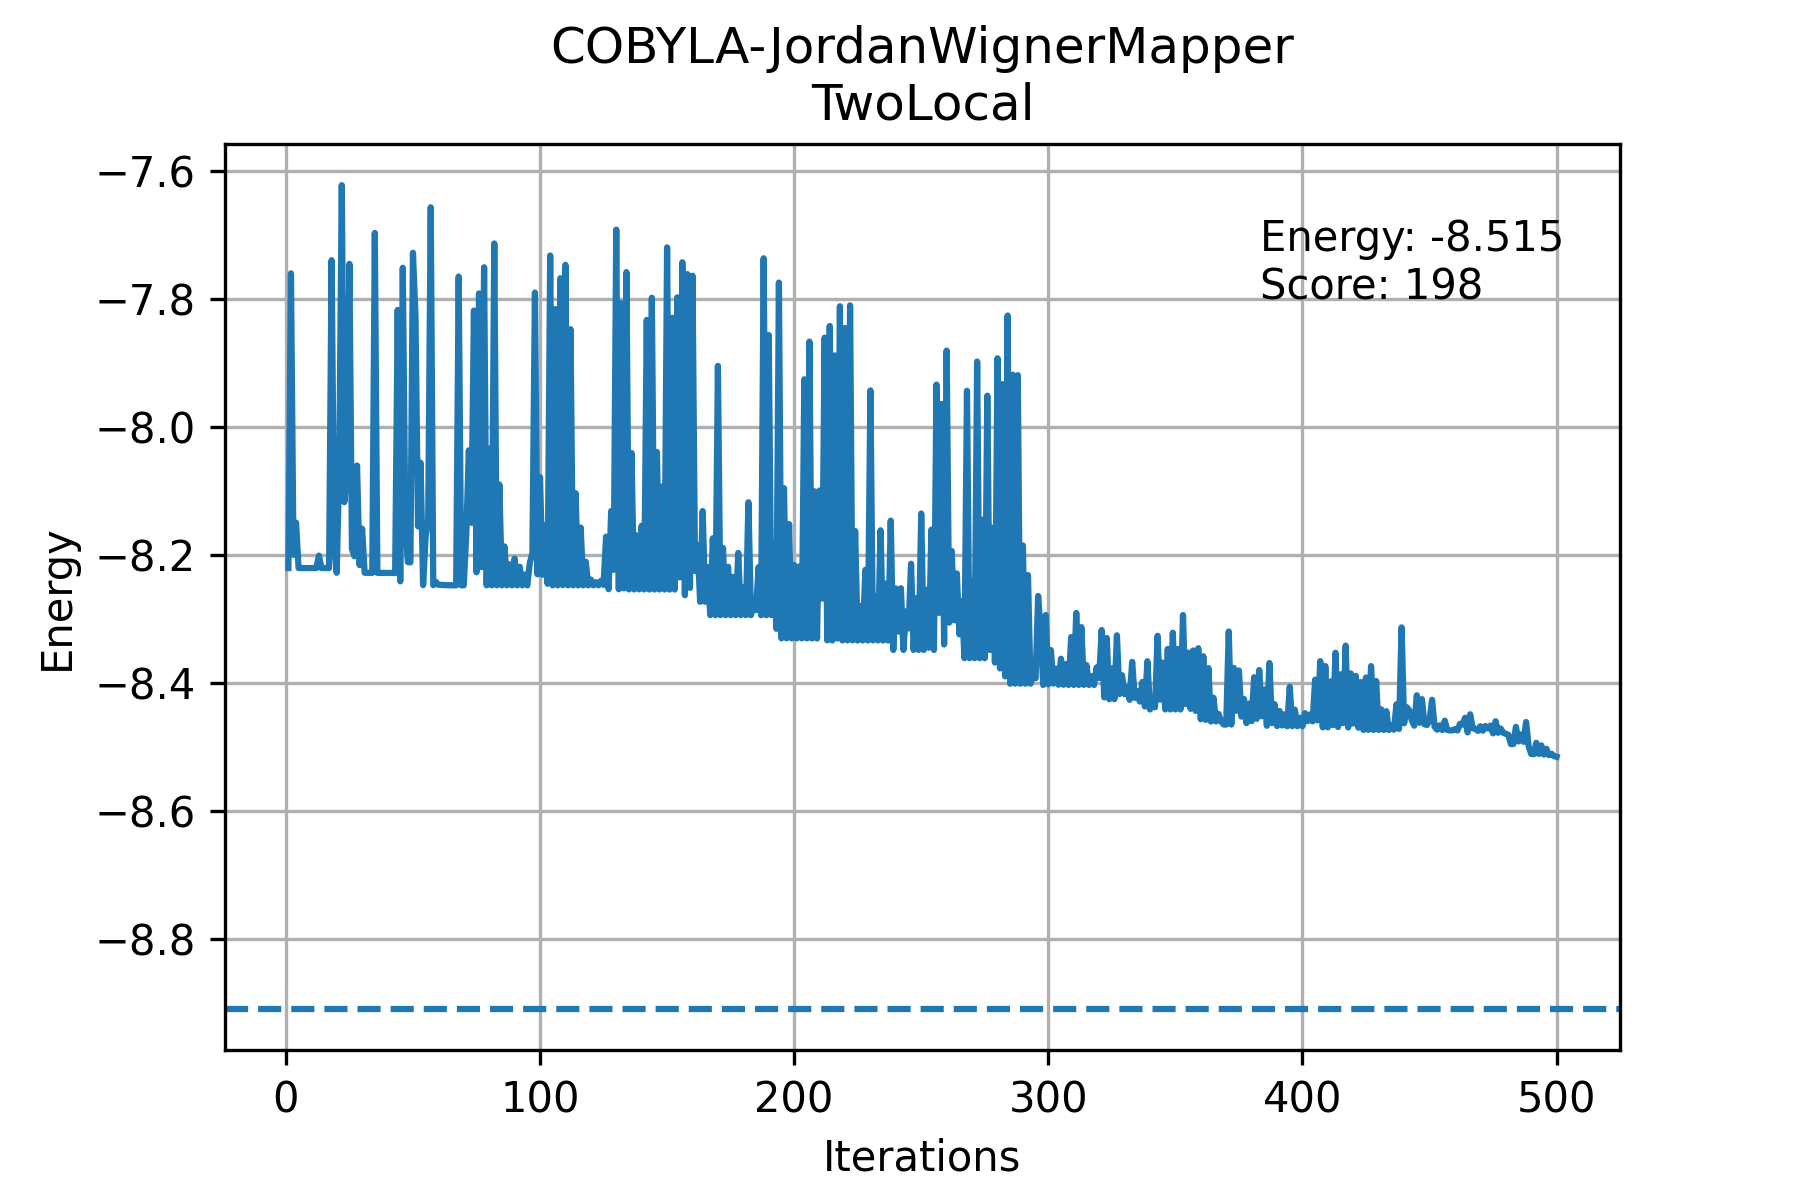 COBYLA-JordanWignerMapper
TwoLocal
Energy: -8.515
Score: 198
−7.6
−7.8
−8.0
−8.2
−8.4
−8.6
−8.8
Energy
0 100 200 300 400 500
Iterations